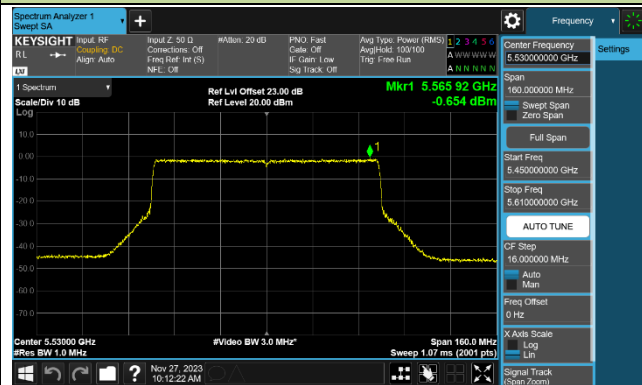 Spectrum Analyzer 1
Swept SA
+
Frequency
KEYSIGHT
Input: RF
Coupling: DC
Align: Auto
Input Z: 50 Ω
Corrections: Off
Freq Ref: Int (S)
NFE: Off
#Atten: 20 dB
PNO: Fast
Gate: Off
IF Gain: Low
Sig Track: Off
Avg Type: Power (RMS)
Avg|Hold: 100/100
Trig: Free Run
1 2 3 4 5 6
A W W W W W
A N N N N N
RL
LXI
1 Spectrum
Scale/Div 10 dB
Log
Ref Lvl Offset 23.00 dB
Ref Level 20.00 dBm
Mkr1 5.565 92 GHz
-0.654 dBm
1
10.0
0.00
-10.0
-20.0
-30.0
-40.0
-50.0
-60.0
-70.0
Center 5.53000 GHz
#Res BW 1.0 MHz
#Video BW 3.0 MHz*
Span 160.0 MHz
Sweep 1.07 ms (2001 pts)
Center Frequency
5.530000000 GHz
Settings
Span
160.000000 MHz
Swept Span
Zero Span
Full Span
Start Freq
5.450000000 GHz
Stop Freq
5.610000000 GHz
AUTO TUNE
CF Step
16.000000 MHz
Auto
Man
Freq Offset
0 Hz
X Axis Scale
Log
Lin
Signal Track
(Span Zoom)
?
Nov 27, 2023
10:12:22 AM